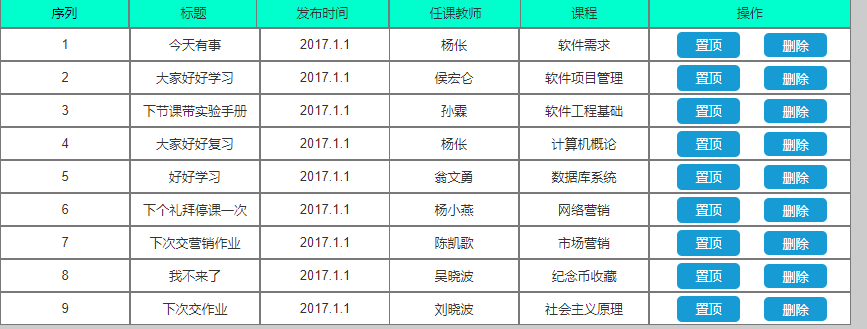 序列 标题 发布时间 任课教师 课程 操作
1 今天有事 2017.1.1 杨伥 软件需求 置顶 删除
2 大家好好学习 2017.1.1 侯宏仑 软件项目管理 置顶 删除
3 下节课带实验手册 2017.1.1 孙霖 软件工程基础 置顶 删除
4 大家好好复习 2017.1.1 杨伥 计算机概论 置顶 删除
5 好好学习 2017.1.1 翁文勇 数据库系统 置顶 删除
6 下个礼拜停课一次 2017.1.1 杨小燕 网络营销 置顶 删除
7 下次交营销作业 2017.1.1 陈凯歌 市场营销 置顶 删除
8 我不来了 2017.1.1 吴晓波 纪念币收藏 置顶 删除
9 下次交作业 2017.1.1 刘晓波 社会主义原理 置顶 删除